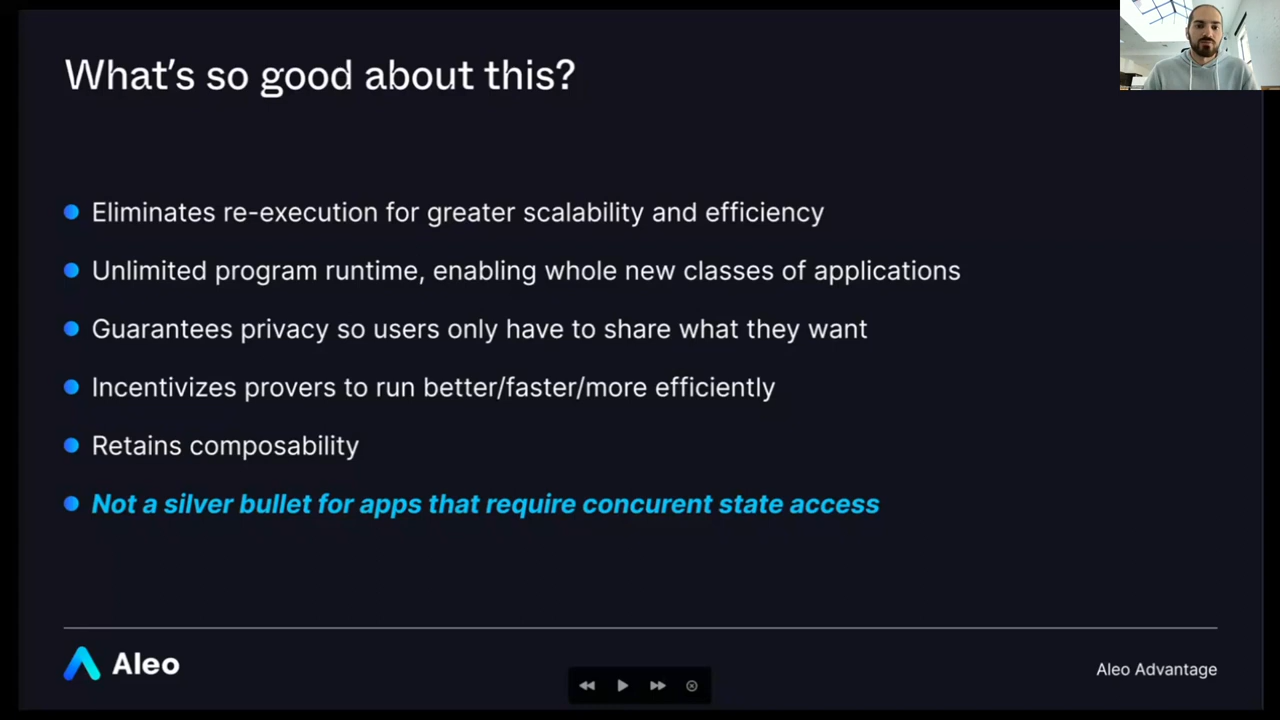 What's so good about this?
Eliminates re-execution for greater scalability and efficiency
Unlimited program runtime, enabling whole new classes of applications
Guarantees privacy so users only have to share what they want
Incentivizes provers to run better/faster/more efficiently
Retains composability
Not a silver bullet for apps that require concurent state access
Aleo
Aleo Advantage